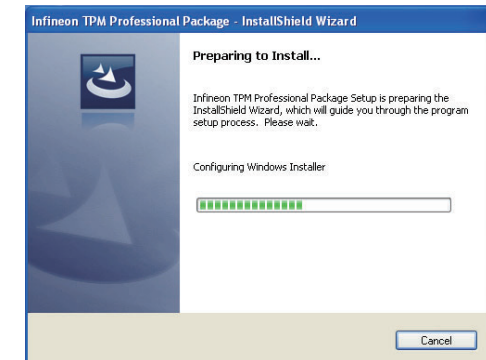 Infineon TPM Professional Package - InstallShield Wizard
Preparing to Install...
Infineon TPM Professional Package Setup is preparing the
InstallShield Wizard, which will guide you through the program
setup process. Please wait.
Configuring Windows Installer
Cancel